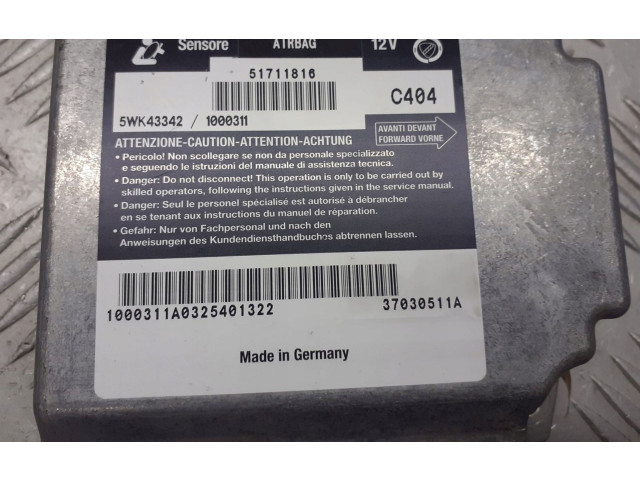 Sensore AIRBAG 12V
51711816
5WK43342 / 1000311
C404
ATTENZIONE-CAUTION-ATTENTION-ACHTUNG
AVANTI DEVANT
FORWARD VORNE
• Pericolo! Non scollegare se non da personale specializzato
e seguendo le istruzioni del manuale di assistenza tecnica.
• Danger: Do not disconnect! This operation is only to be carried out by
skilled operators, following the instructions given in the service manual.
• Danger: Seul le personel spécialisé est autorisé à débrancher
en se tenant aux instructions du manuel de réparation.
• Gefahr: Nur von Fachpersonal und nach den
Anweisungen des Kundendiensthandbuches abtrennen lassen.
1000311A0325401322
37030511A
Made in Germany